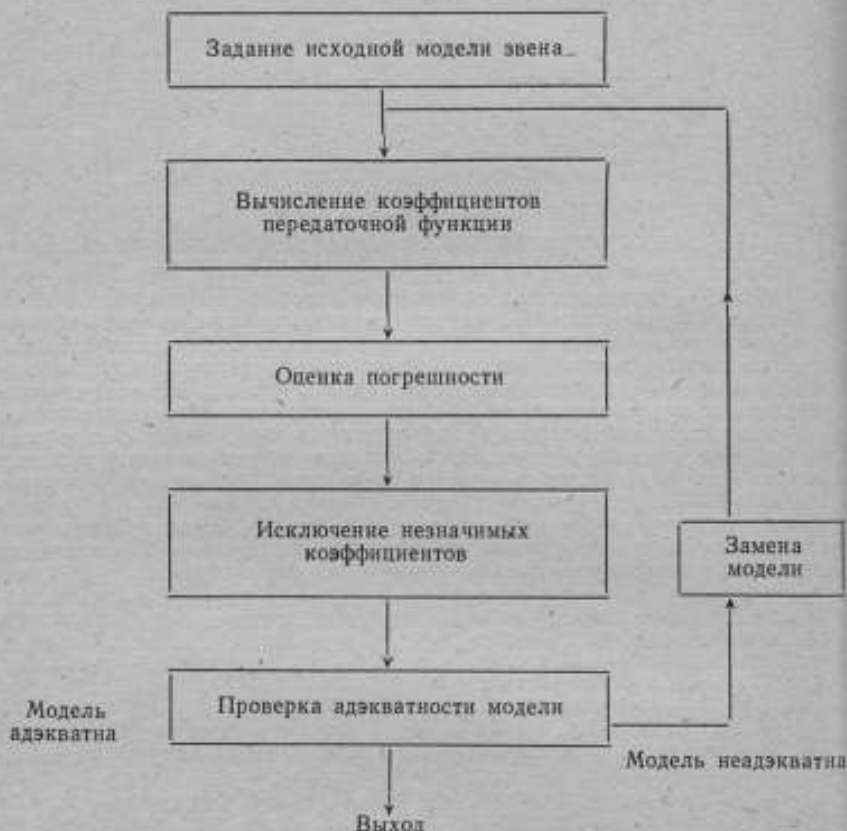 Задание исходной модели звена
Вычисление коэффициентов
передаточной функции
Оценка погрешности
Исключение незначимых
коэффициентов
Замена
модели
Проверка адэкватности модели
Модель
адэкватна
Модель неадэкватна
Выход